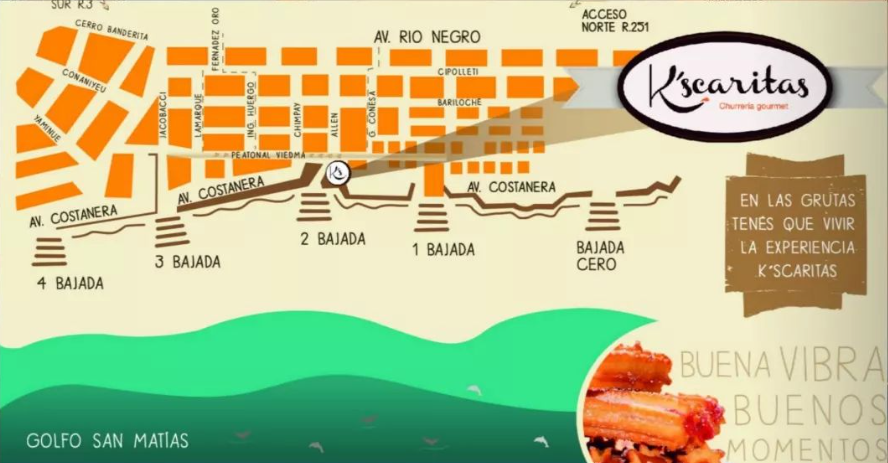 SUR R.3
CERRO BANDERITA
CONANIYEU
YAMINUE
FERNADEZ ORO
AV. RIO NEGRO
ACCESO
NORTE R.251
CIPOLLETI
BARILOCHE
JACOBACCI
LAMARQUE
ING. HUERGO
CHIMPAY
ALLEN
G. CONESA
PEATONAL VIEDMA
K's
K'scaritas
Churrería gourmet
AV. COSTANERA
AV. COSTANERA
AV. COSTANERA
4 BAJADA
3 BAJADA
2 BAJADA
1 BAJADA
BAJADA
CERO
EN LAS GRUTAS
TENÉS QUE VIVIR
LA EXPERIENCIA
K´SCARITAS
GOLFO SAN MATÍAS
BUENA VIBRA
BUENOS
MOMENTOS